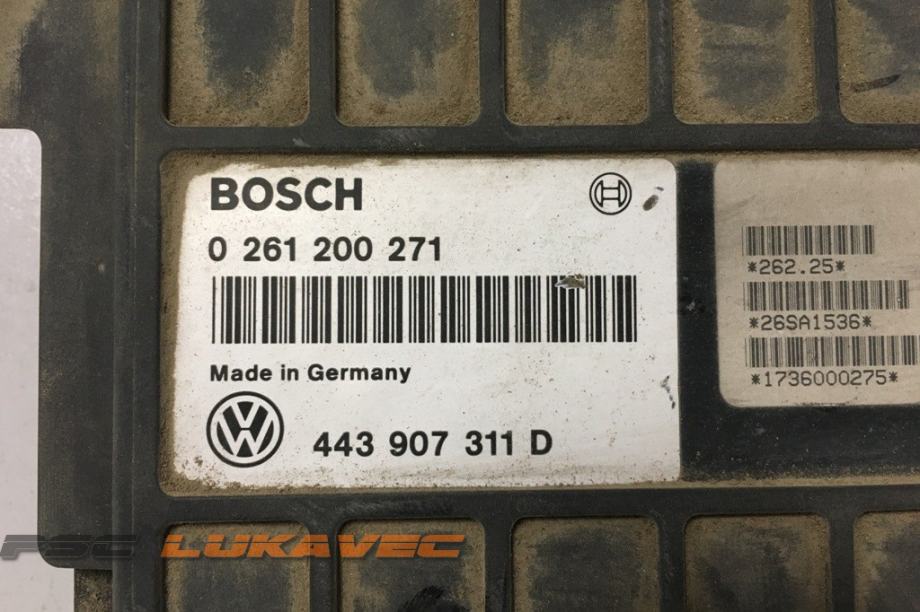 BOSCH
0 261 200 271
Made in Germany
443 907 311 D
*262.25*
*26SA1536*
*1736000275*
PSC LUKAVEC